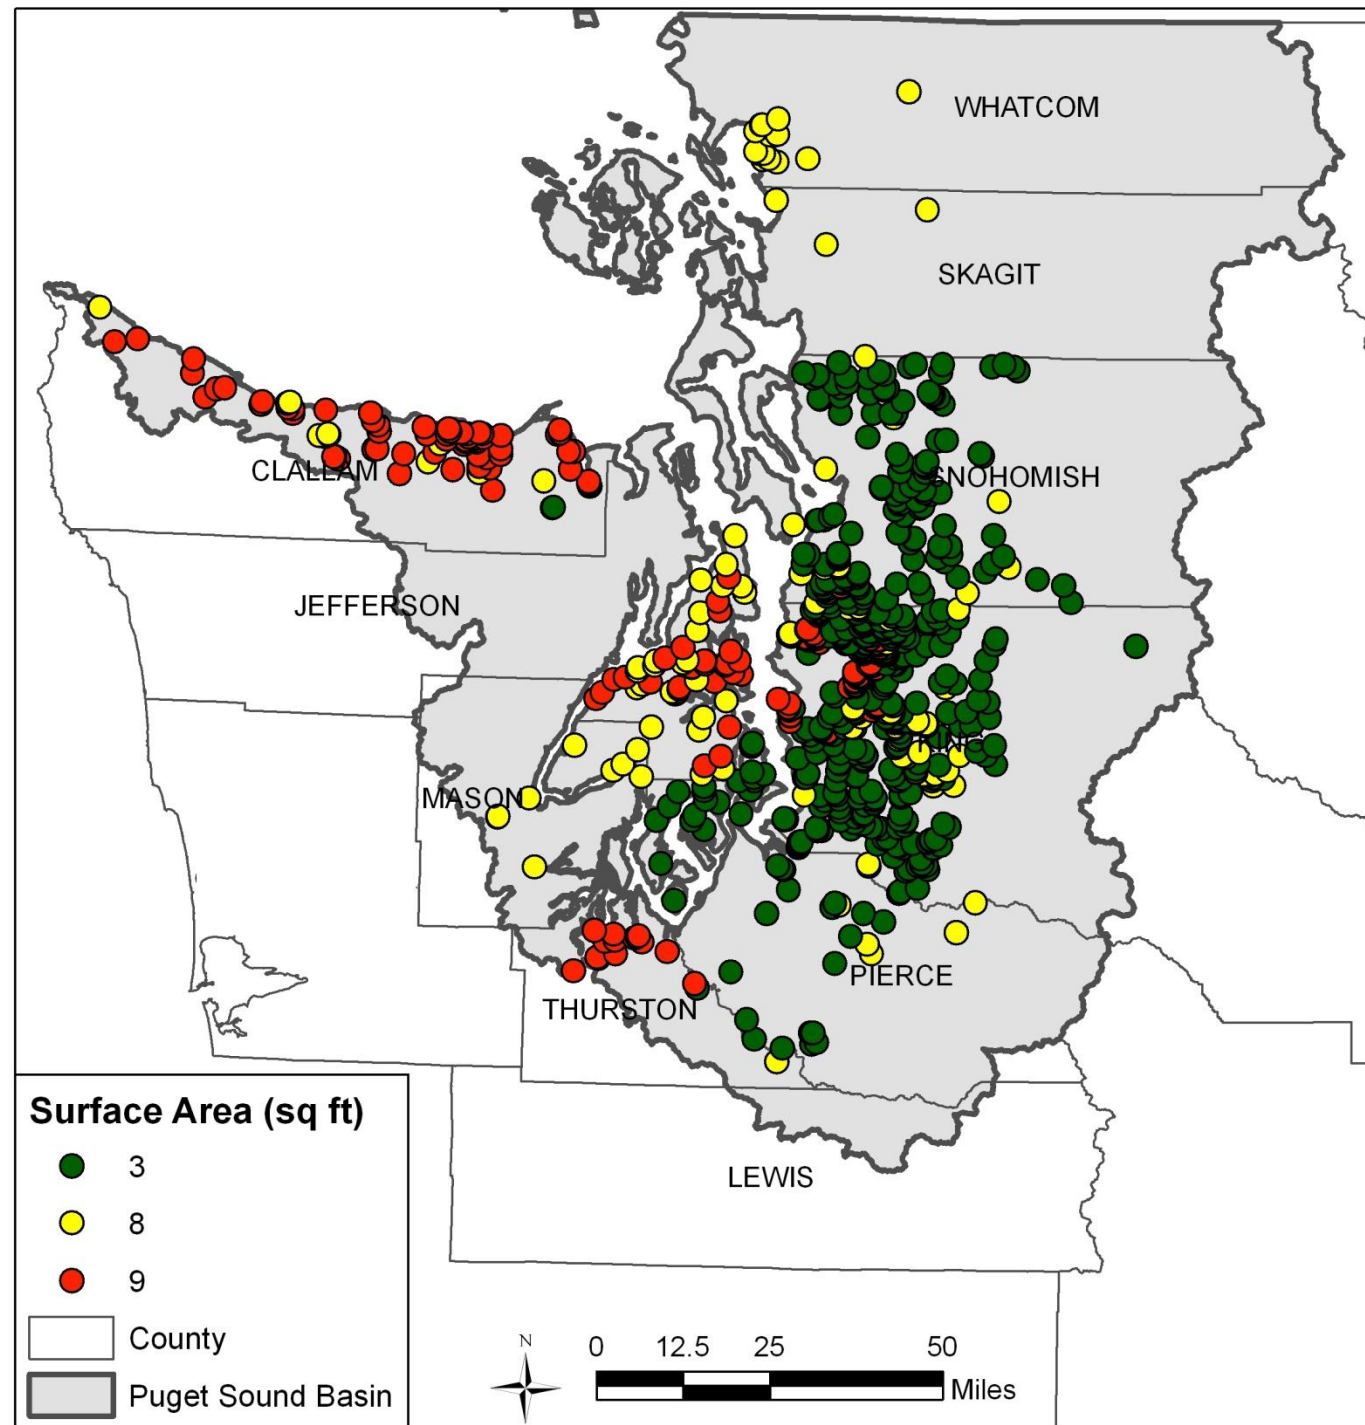 WHATCOM
SKAGIT
CLALLAM
SNOHOMISH
JEFFERSON
KING
MASON
PIERCE
THURSTON
LEWIS
Surface Area (sq ft)
3
8
9
County
Puget Sound Basin
N
0 12.5 25 50
Miles